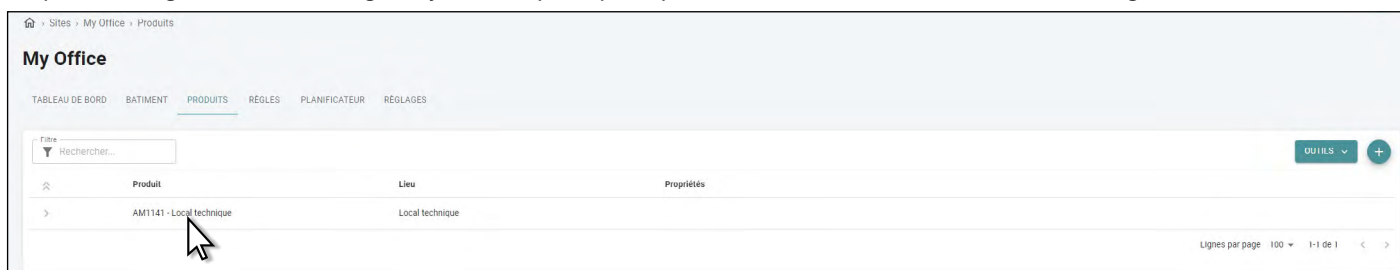 › Sites › My Office › Produits
My Office
TABLEAU DE BORD BATIMENT PRODUITS RÈGLES PLANIFICATEUR RÉGLAGES
Filtre
Rechercher...
OUTILS
Produit Lieu Propriétés
AM1141 - Local technique Local technique
Lignes par page 100 1-1 de 1